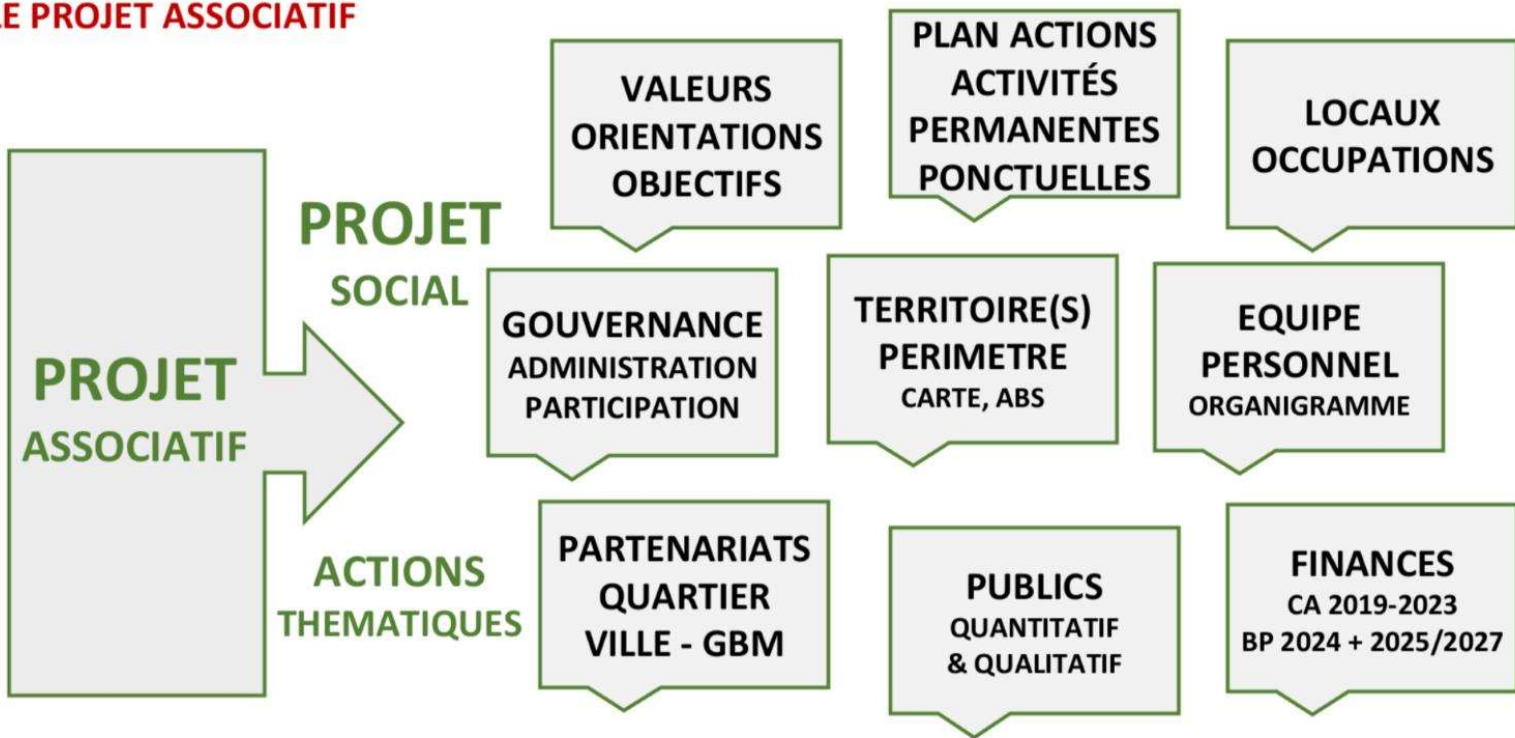 LE PROJET ASSOCIATIF
PROJET
ASSOCIATIF
PROJET
SOCIAL
ACTIONS
THEMATIQUES
VALEURS
ORIENTATIONS
OBJECTIFS
PLAN ACTIONS
ACTIVITÉS
PERMANENTES
PONCTUELLES
LOCAUX
OCCUPATIONS
GOUVERNANCE
ADMINISTRATION
PARTICIPATION
TERRITOIRE(S)
PERIMETRE
CARTE, ABS
EQUIPE
PERSONNEL
ORGANIGRAMME
PARTENARIATS
QUARTIER
VILLE - GBM
PUBLICS
QUANTITATIF
& QUALITATIF
FINANCES
CA 2019-2023
BP 2024 + 2025/2027